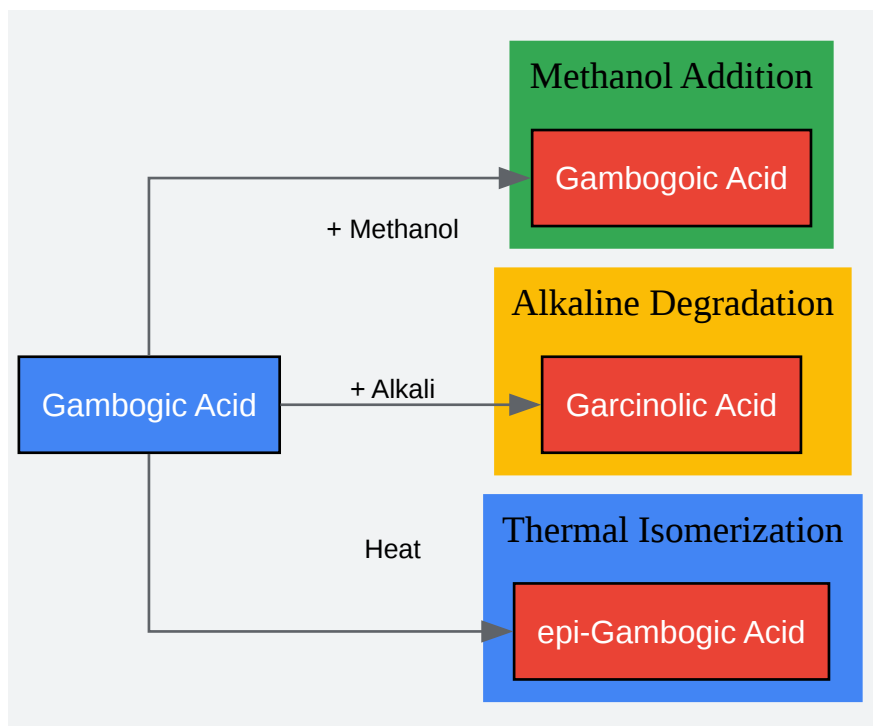 Methanol Addition
Gambogoic Acid
+ Methanol
Alkaline Degradation
Gambogic Acid
+ Alkali
Garcinolic Acid
Thermal Isomerization
Heat
epi-Gambogic Acid